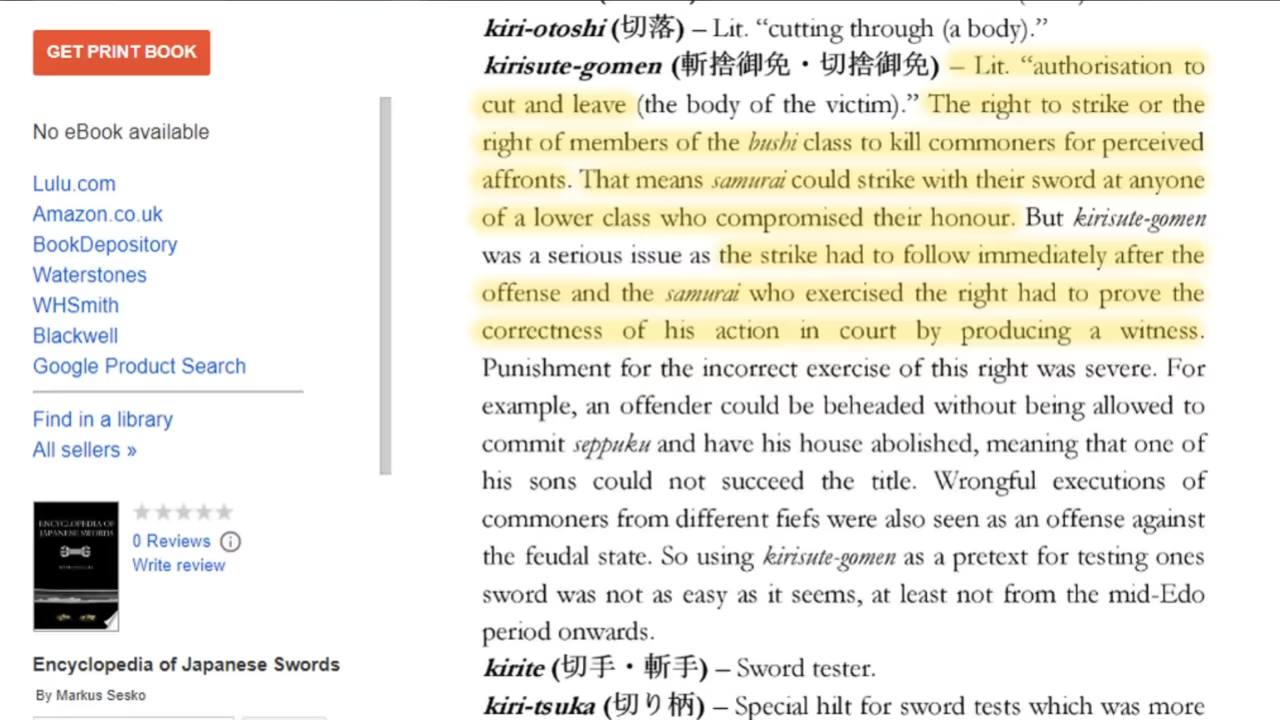 GET PRINT BOOK
No eBook available
Lulu.com
Amazon.co.uk
BookDepository
Waterstones
WHSmith
Blackwell
Google Product Search
Find in a library
All sellers »
ENCYCLOPEDIA OF
JAPANESE SWORDS
0 Reviews
Write review
Encyclopedia of Japanese Swords
By Markus Sesko
kiri-otoshi (切落) – Lit. “cutting through (a body).”
kirisute-gomen (斬捨御免・切捨御免) – Lit. “authorisation to
cut and leave (the body of the victim).” The right to strike or the
right of members of the bushi class to kill commoners for perceived
affronts. That means samurai could strike with their sword at anyone
of a lower class who compromised their honour. But kirisute-gomen
was a serious issue as the strike had to follow immediately after the
offense and the samurai who exercised the right had to prove the
correctness of his action in court by producing a witness.
Punishment for the incorrect exercise of this right was severe. For
example, an offender could be beheaded without being allowed to
commit seppuku and have his house abolished, meaning that one of
his sons could not succeed the title. Wrongful executions of
commoners from different fiefs were also seen as an offense against
the feudal state. So using kirisute-gomen as a pretext for testing ones
sword was not as easy as it seems, at least not from the mid-Edo
period onwards.
kirite (切手・斬手) – Sword tester.
kiri-tsuka (切り柄) – Special hilt for sword tests which was more